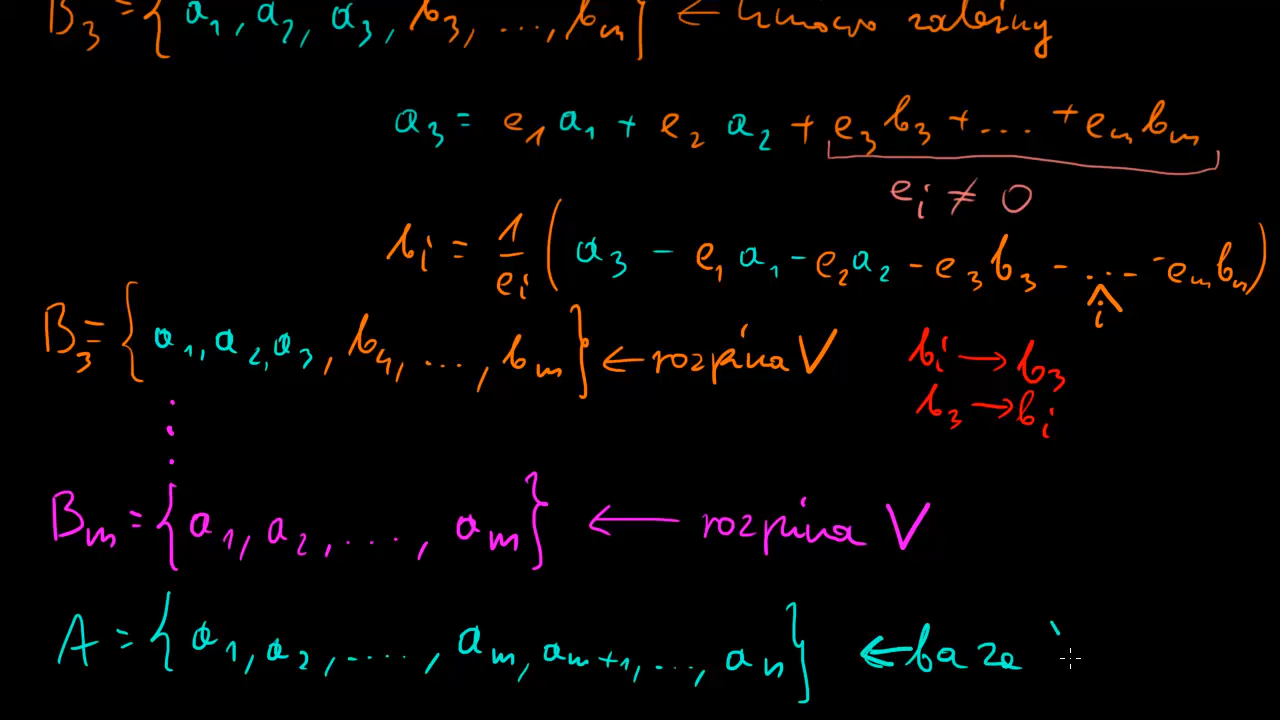 B₃ = {a₁, a₂, a₃, b₃, ..., bₘ} ← liniowo zależny
a₃ = e₁a₁ + e₂a₂ + e₃b₃ + ... + eₘbₘ
eᵢ ≠ 0
bᵢ = 1/eᵢ (a₃ - e₁a₁ - e₂a₂ - e₃b₃ - ... - eₘbₘ)
i
B₃ = {a₁, a₂, a₃, b₄, ..., bₘ} ← rozpina V
bᵢ → b₃
b₃ → bᵢ
Bₘ = {a₁, a₂, ..., aₘ} ← rozpina V
A = {a₁, a₂, ..., aₘ, aₘ₊₁, ..., aₙ} ← baza